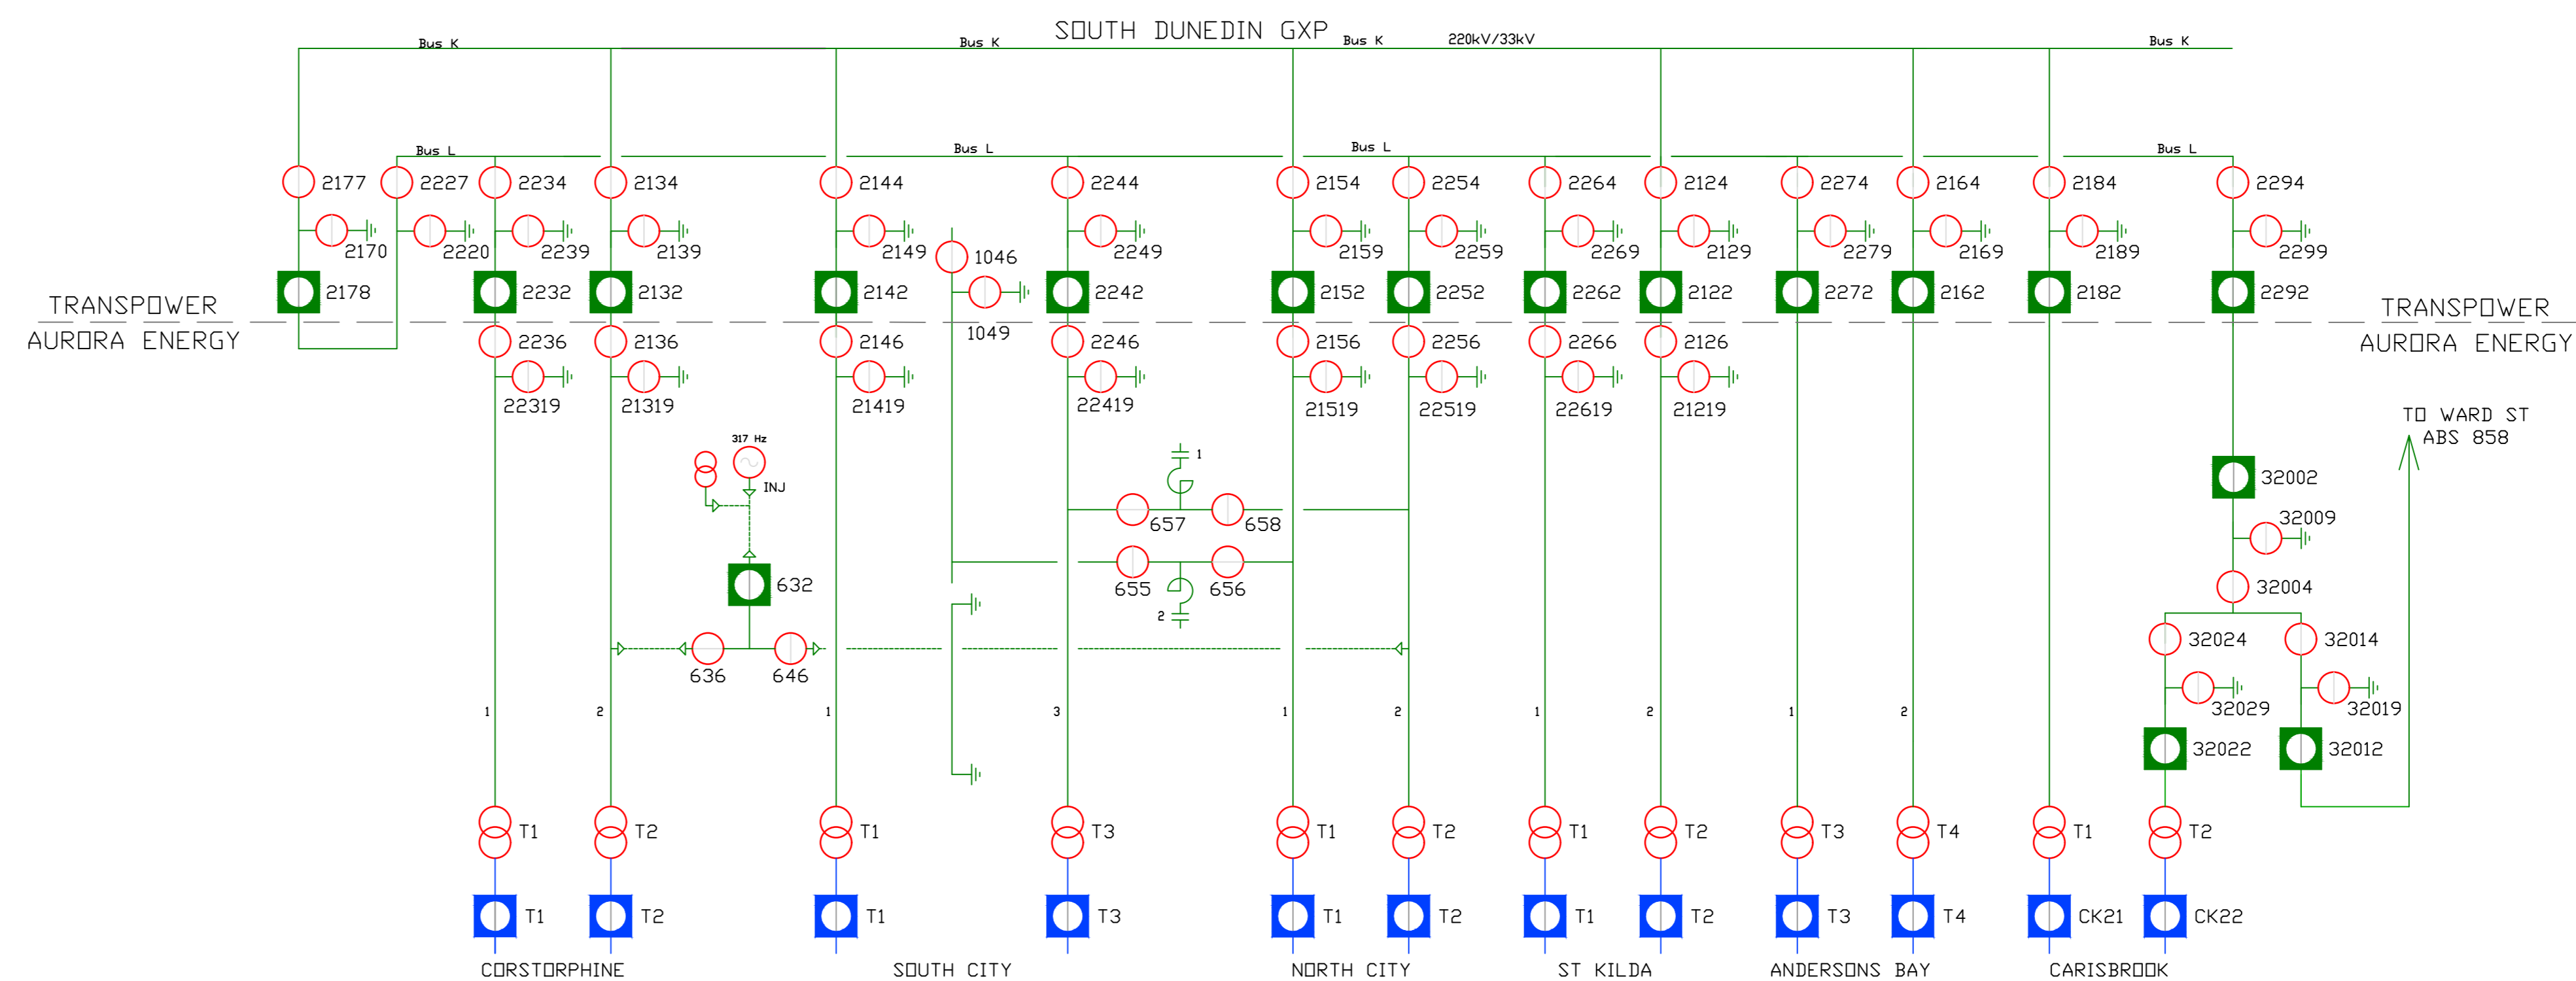 SOUTH DUNEDIN GXP
Bus K Bus K Bus K 220kV/33kV Bus K
Bus L Bus L Bus L Bus L
2177 2227 2234 2134 2144 2244 2154 2254 2264 2124 2274 2164 2184 2294
2170 2220 2239 2139 2149 2249 2159 2259 2269 2129 2279 2169 2189 2299
1046
2178 2232 2132 2142 2242 2152 2252 2262 2122 2272 2162 2182 2292
TRANSPOWER TRANSPOWER
1049
AURORA ENERGY 2236 2136 2146 2246 2156 2256 2266 2126 AURORA ENERGY
22319 21319 21419 22419 21519 22519 22619 21219
TO WARD ST
ABS 858
317 Hz
1
INJ
32002
657 658
32009
632 655 656 32004
2
32024 32014
636 646
32029 32019
1 2 1 3 1 2 1 2 1 2
32022 32012
T1 T2 T1 T3 T1 T2 T1 T2 T3 T4 T1 T2
T1 T2 T1 T3 T1 T2 T1 T2 T3 T4 CK21 CK22
CORSTORPHINE SOUTH CITY NORTH CITY ST KILDA ANDERSONS BAY CARISBROOK